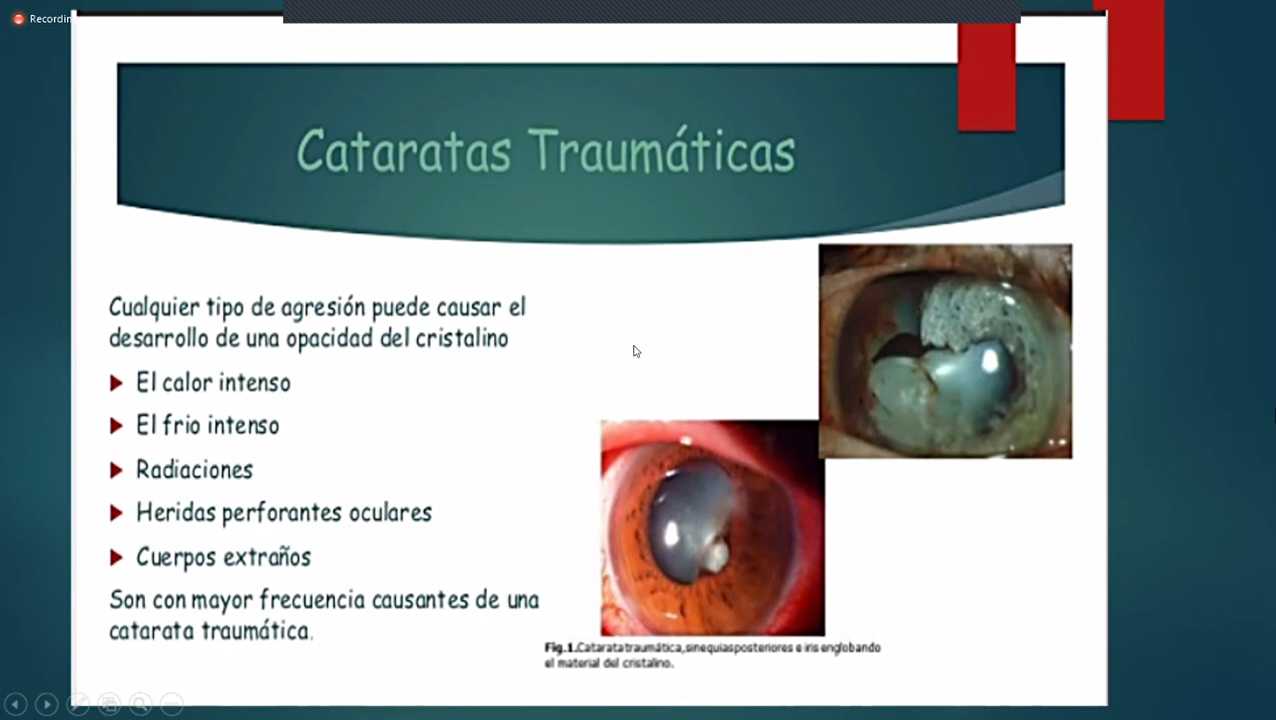 Recordin
Cataratas Traumáticas
Cualquier tipo de agresión puede causar el
desarrollo de una opacidad del cristalino
El calor intenso
El frio intenso
Radiaciones
Heridas perforantes oculares
Cuerpos extraños
Son con mayor frecuencia causantes de una
catarata traumática.
Fig.1.Catarata traumática, sinequias posteriores e iris englobando
el material del cristalino.